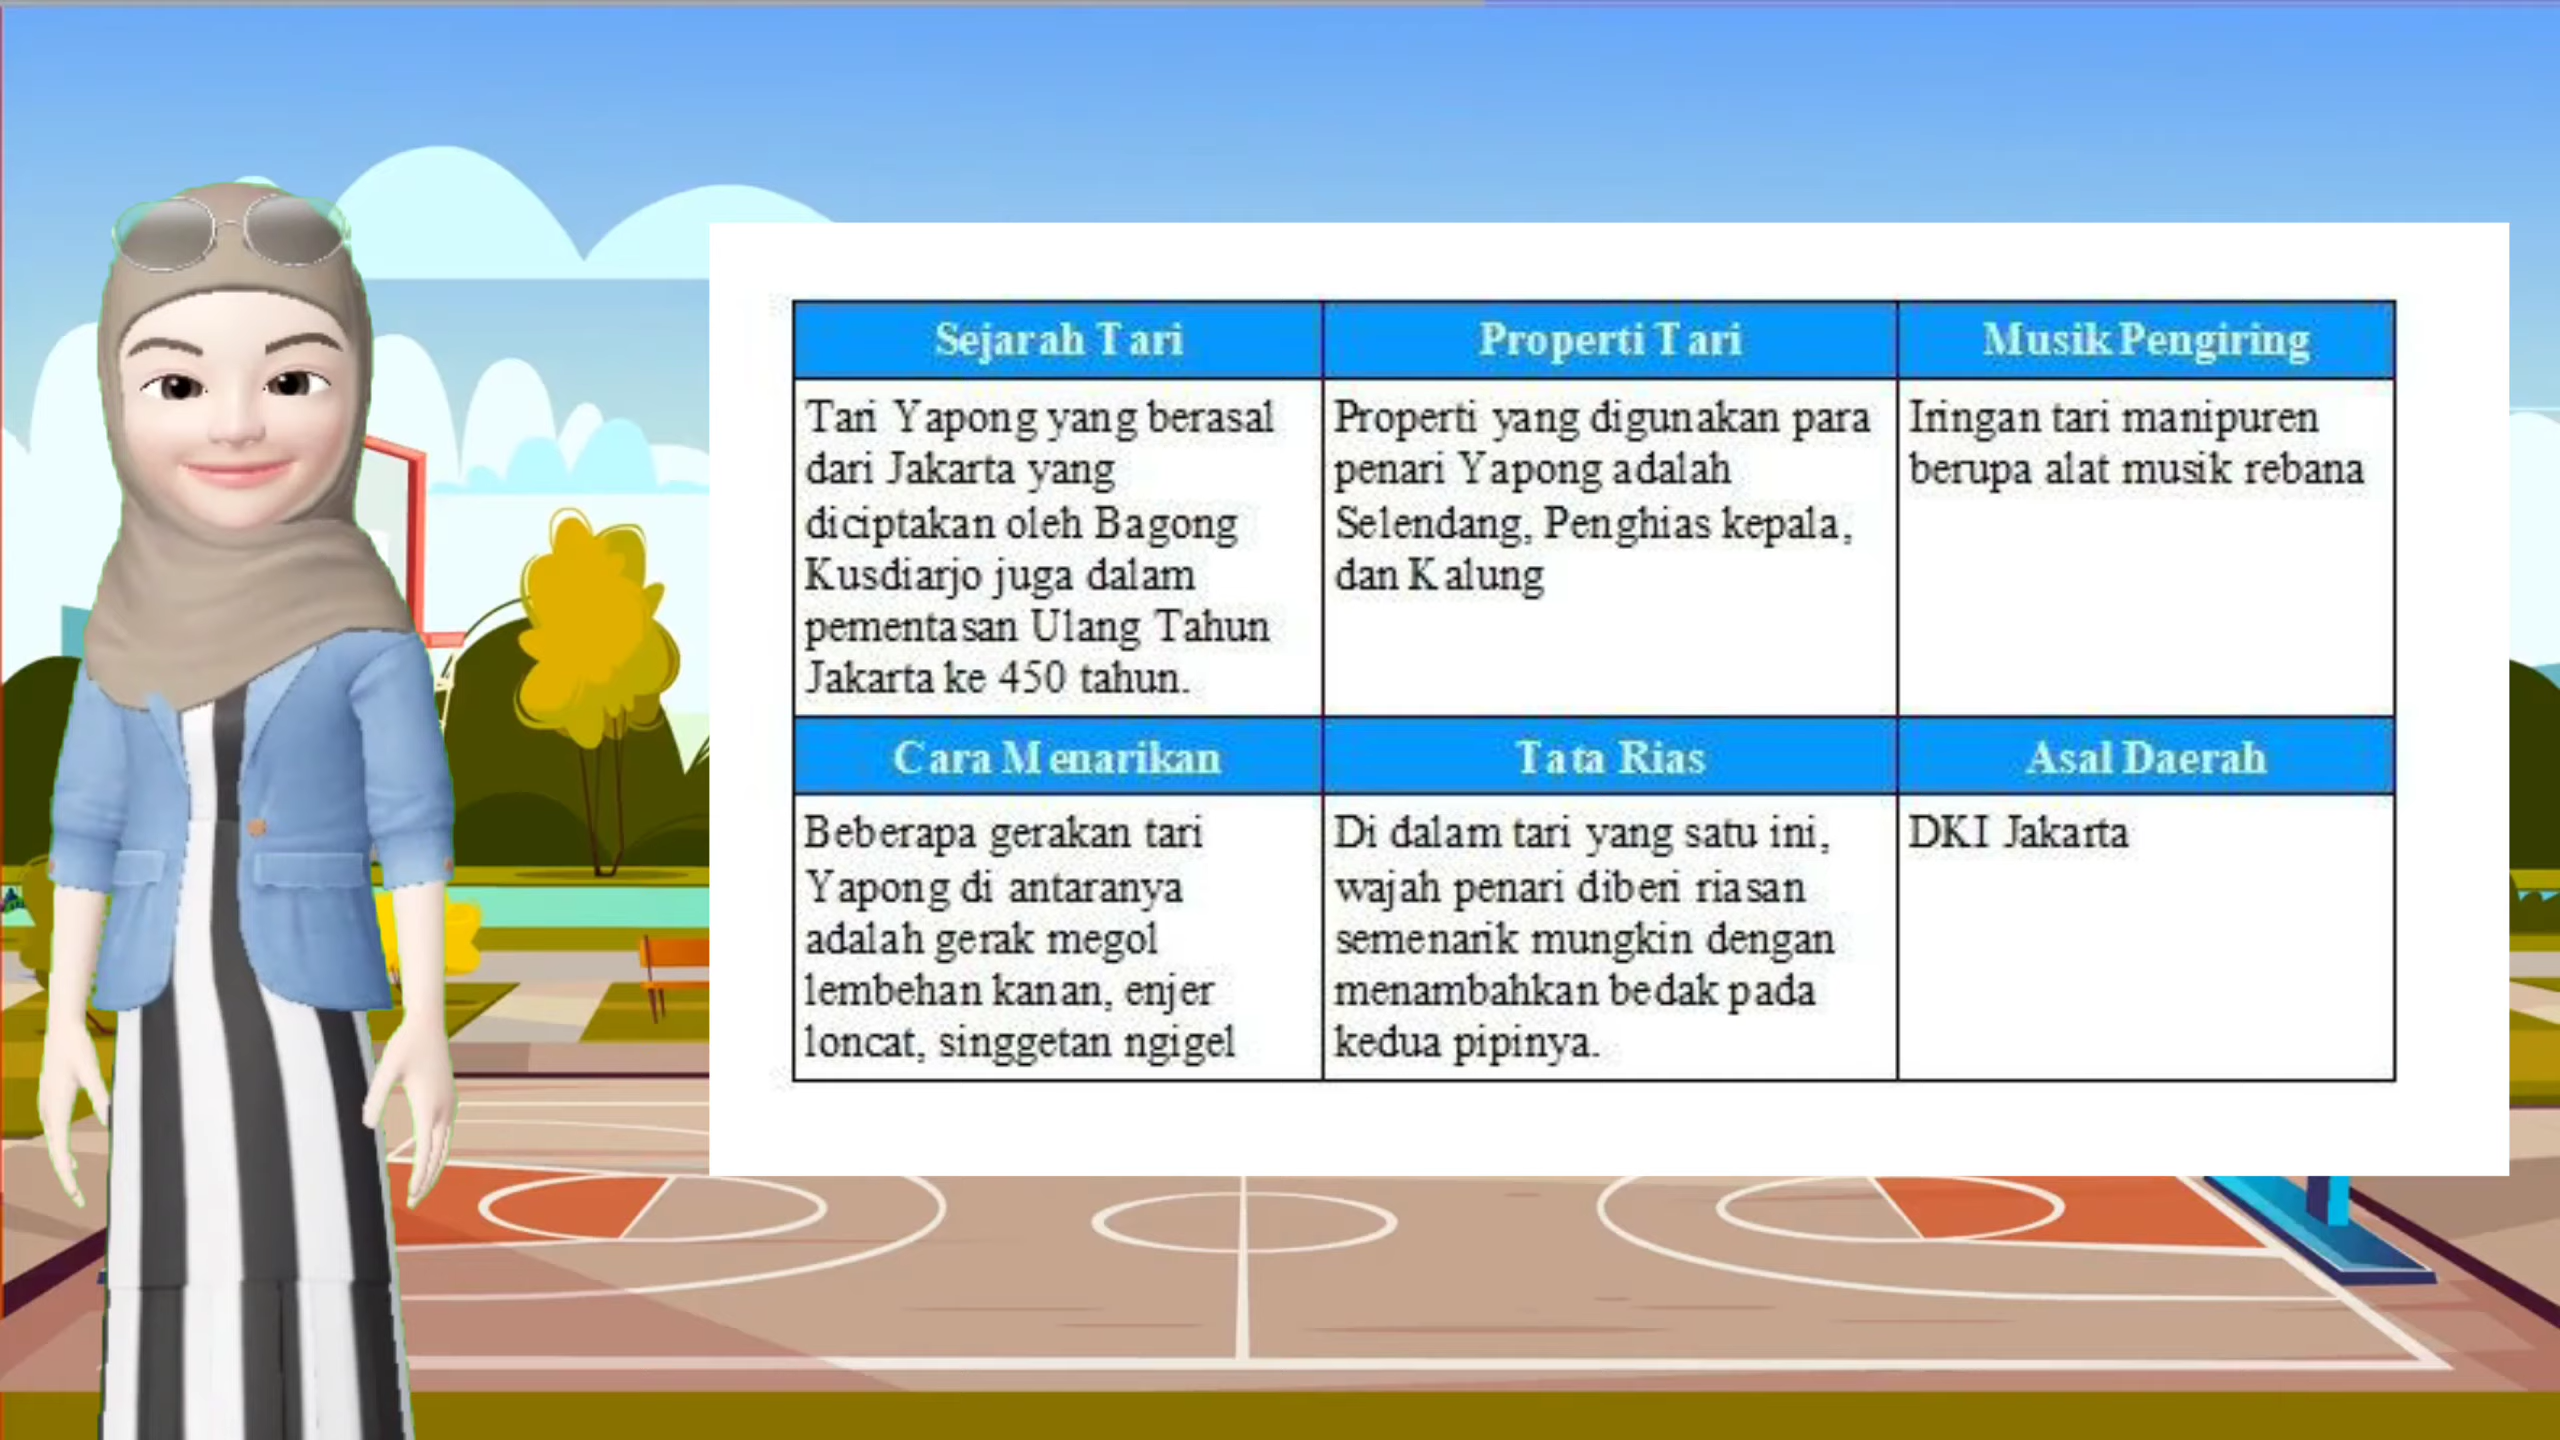 Sejarah Tari
Properti Tari
Musik Pengiring
Tari Yapong yang berasal
dari Jakarta yang
diciptakan oleh Bagong
Kusdiarjo juga dalam
pementasan Ulang Tahun
Jakarta ke 450 tahun.
Properti yang digunakan para
penari Yapong adalah
Selendang, Penghias kepala,
dan Kalung
Iringan tari manipuren
berupa alat musik rebana
Cara Menarikan
Tata Rias
Asal Daerah
Beberapa gerakan tari
Yapong di antaranya
adalah gerak megol
lembehan kanan, enjer
loncat, singgetan ngigel
Di dalam tari yang satu ini,
wajah penari diberi riasan
semenarik mungkin dengan
menambahkan bedak pada
kedua pipinya.
DKI Jakarta